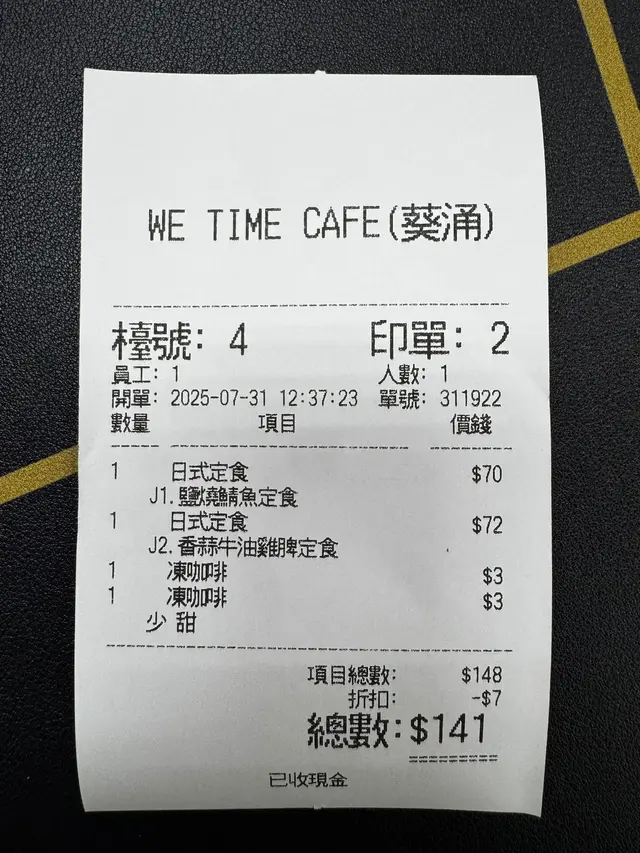 WE TIME CAFE(葵涌)
檯號: 4 印單: 2
員工: 1 人數: 1
開單: 2025-07-31 12:37:23 單號: 311922
數量 項目 價錢
1 日式定食 $70
J1.鹽燒鯖魚定食
1 日式定食 $72
J2.香蒜牛油雞脾定食
1 凍咖啡 $3
1 凍咖啡 $3
少 甜
項目總數: $148
折扣: -$7
總數:$141
已收現金